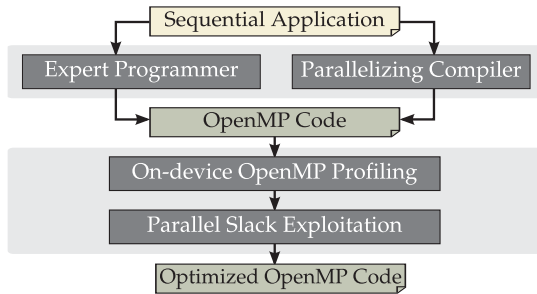 Sequential Application
Expert Programmer
Parallelizing Compiler
OpenMP Code
On-device OpenMP Profiling
Parallel Slack Exploitation
Optimized OpenMP Code